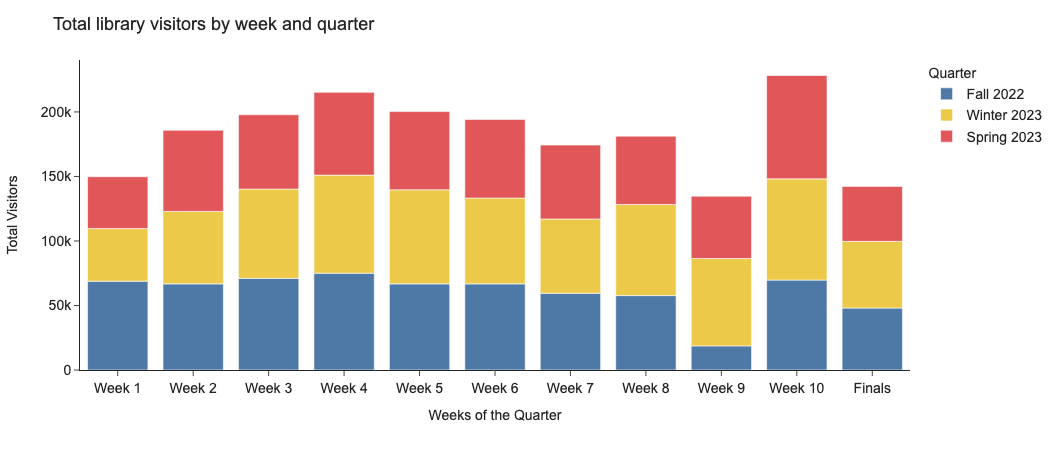 Total library visitors by week and quarter
Quarter
Fall 2022
Winter 2023
Spring 2023
200k
150k
100k
50k
0
Total Visitors
Week 1 Week 2 Week 3 Week 4 Week 5 Week 6 Week 7 Week 8 Week 9 Week 10 Finals
Weeks of the Quarter